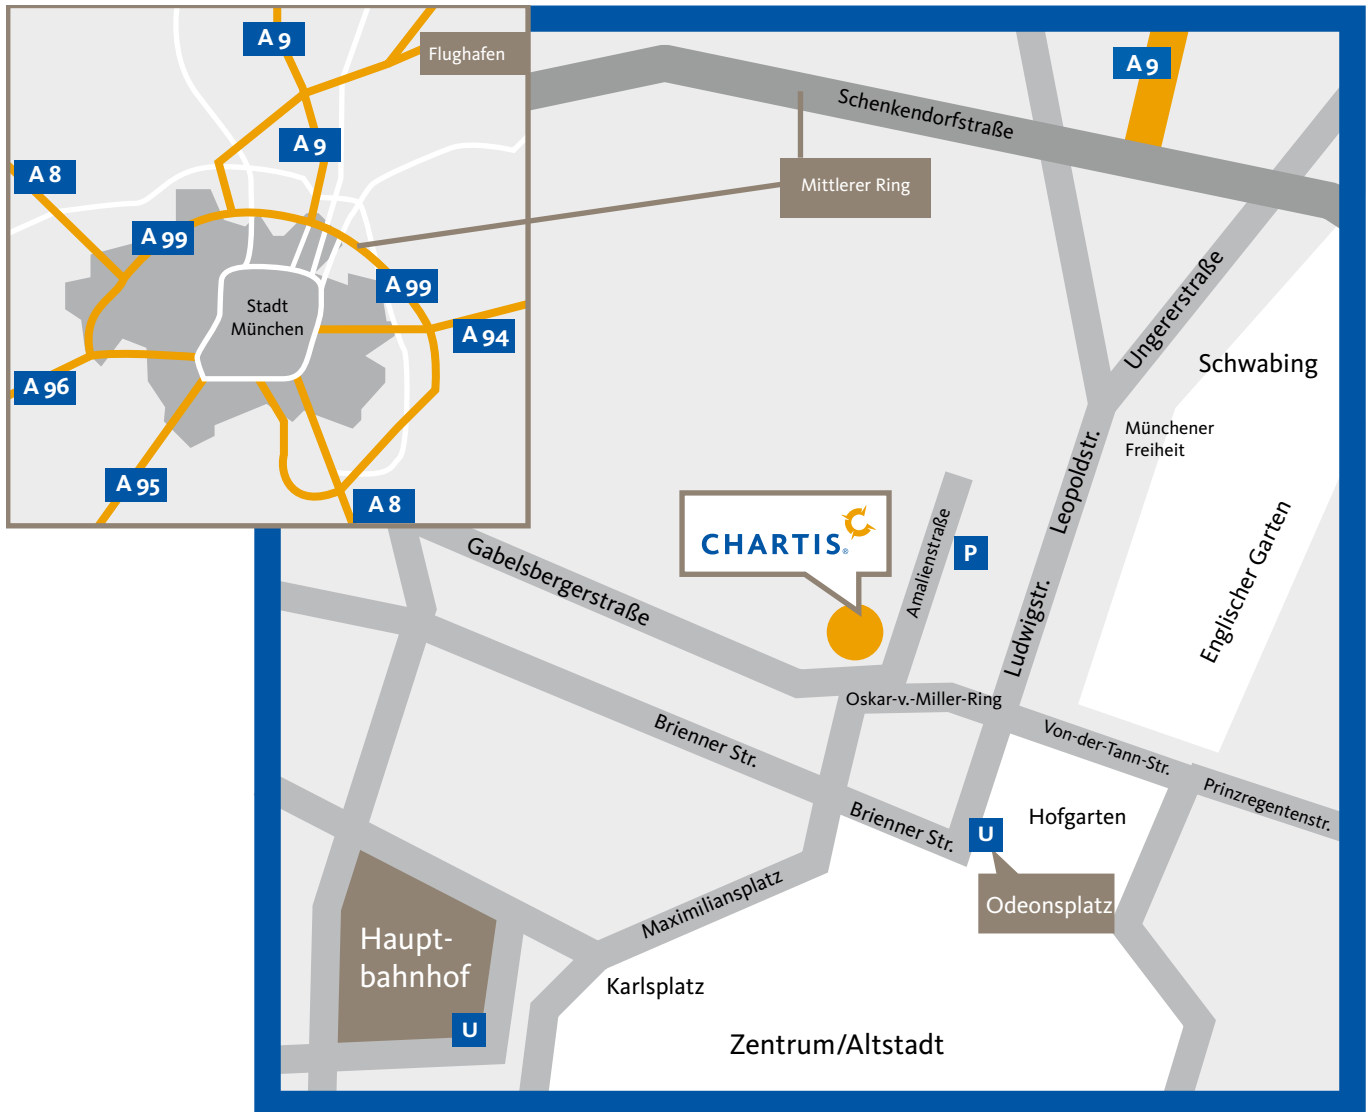 A 9
Flughafen
A 9
A 8
A 99
A 99
Stadt
München
A 94
A 96
A 95
A 8
A 9
Schenkendorfstraße
Mittlerer Ring
Ungererstraße
Schwabing
Münchener
Freiheit
Leopoldstr.
Englischer Garten
CHARTIS®
Amalienstraße
P
Gabelsbergerstraße
Ludwigstr.
Oskar-v.-Miller-Ring
Von-der-Tann-Str.
Brienner Str.
Prinzregentenstr.
Brienner Str.
Hofgarten
U
Odeonsplatz
Maximiliansplatz
Haupt-
bahnhof
Karlsplatz
U
Zentrum/Altstadt